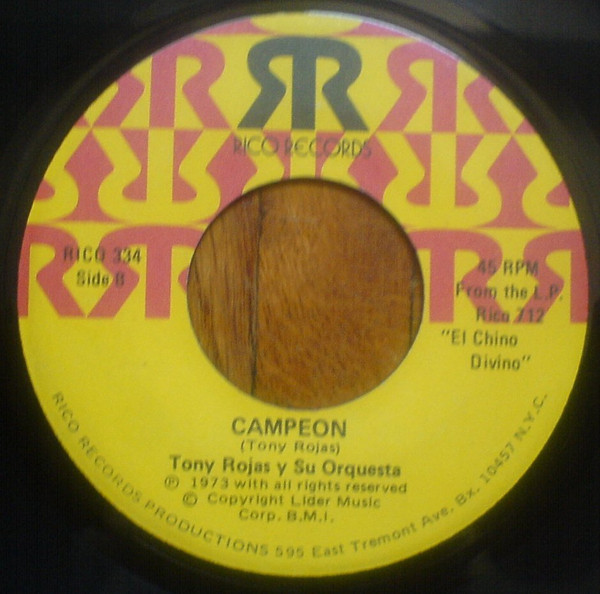 RR
RICO RECORDS
RICO 334
Side B
45 RPM
From the L.P.
Rico 712
"El Chino
Divino"
CAMPEON
(Tony Rojas)
Tony Rojas y Su Orquesta
℗ 1973 with all rights reserved
© Copyright Lider Music
Corp. B.M.I.
RICO RECORDS PRODUCTIONS 595 East Tremont Ave. Bx. 10457 N.Y.C.